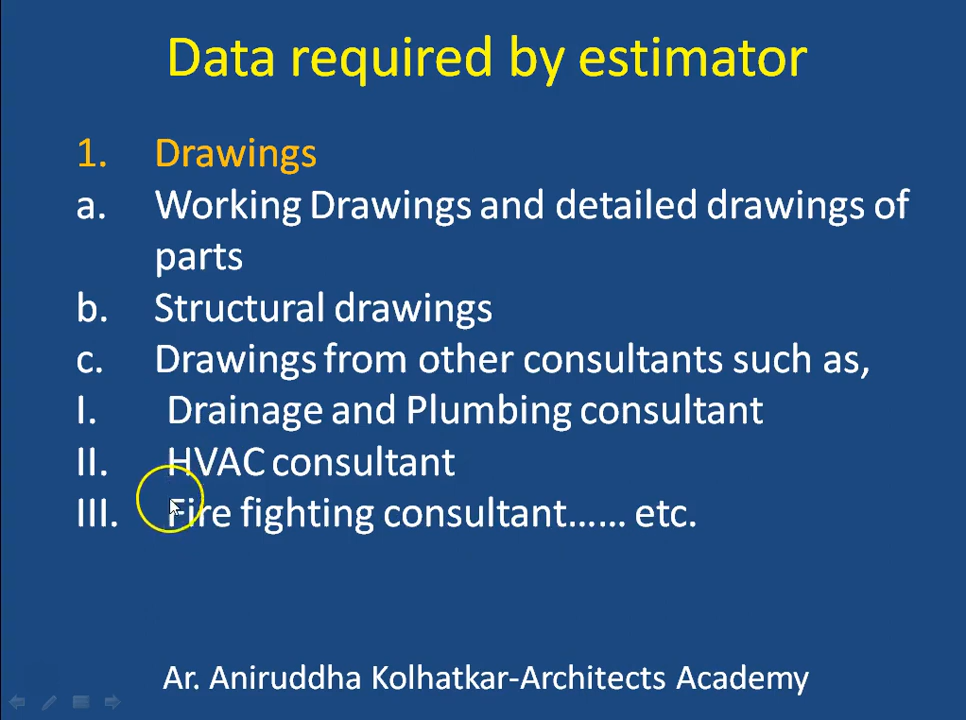 Data required by estimator
1. Drawings
a. Working Drawings and detailed drawings of
parts
b. Structural drawings
c. Drawings from other consultants such as,
I. Drainage and Plumbing consultant
II. HVAC consultant
III. Fire fighting consultant…… etc.
Ar. Aniruddha Kolhatkar-Architects Academy